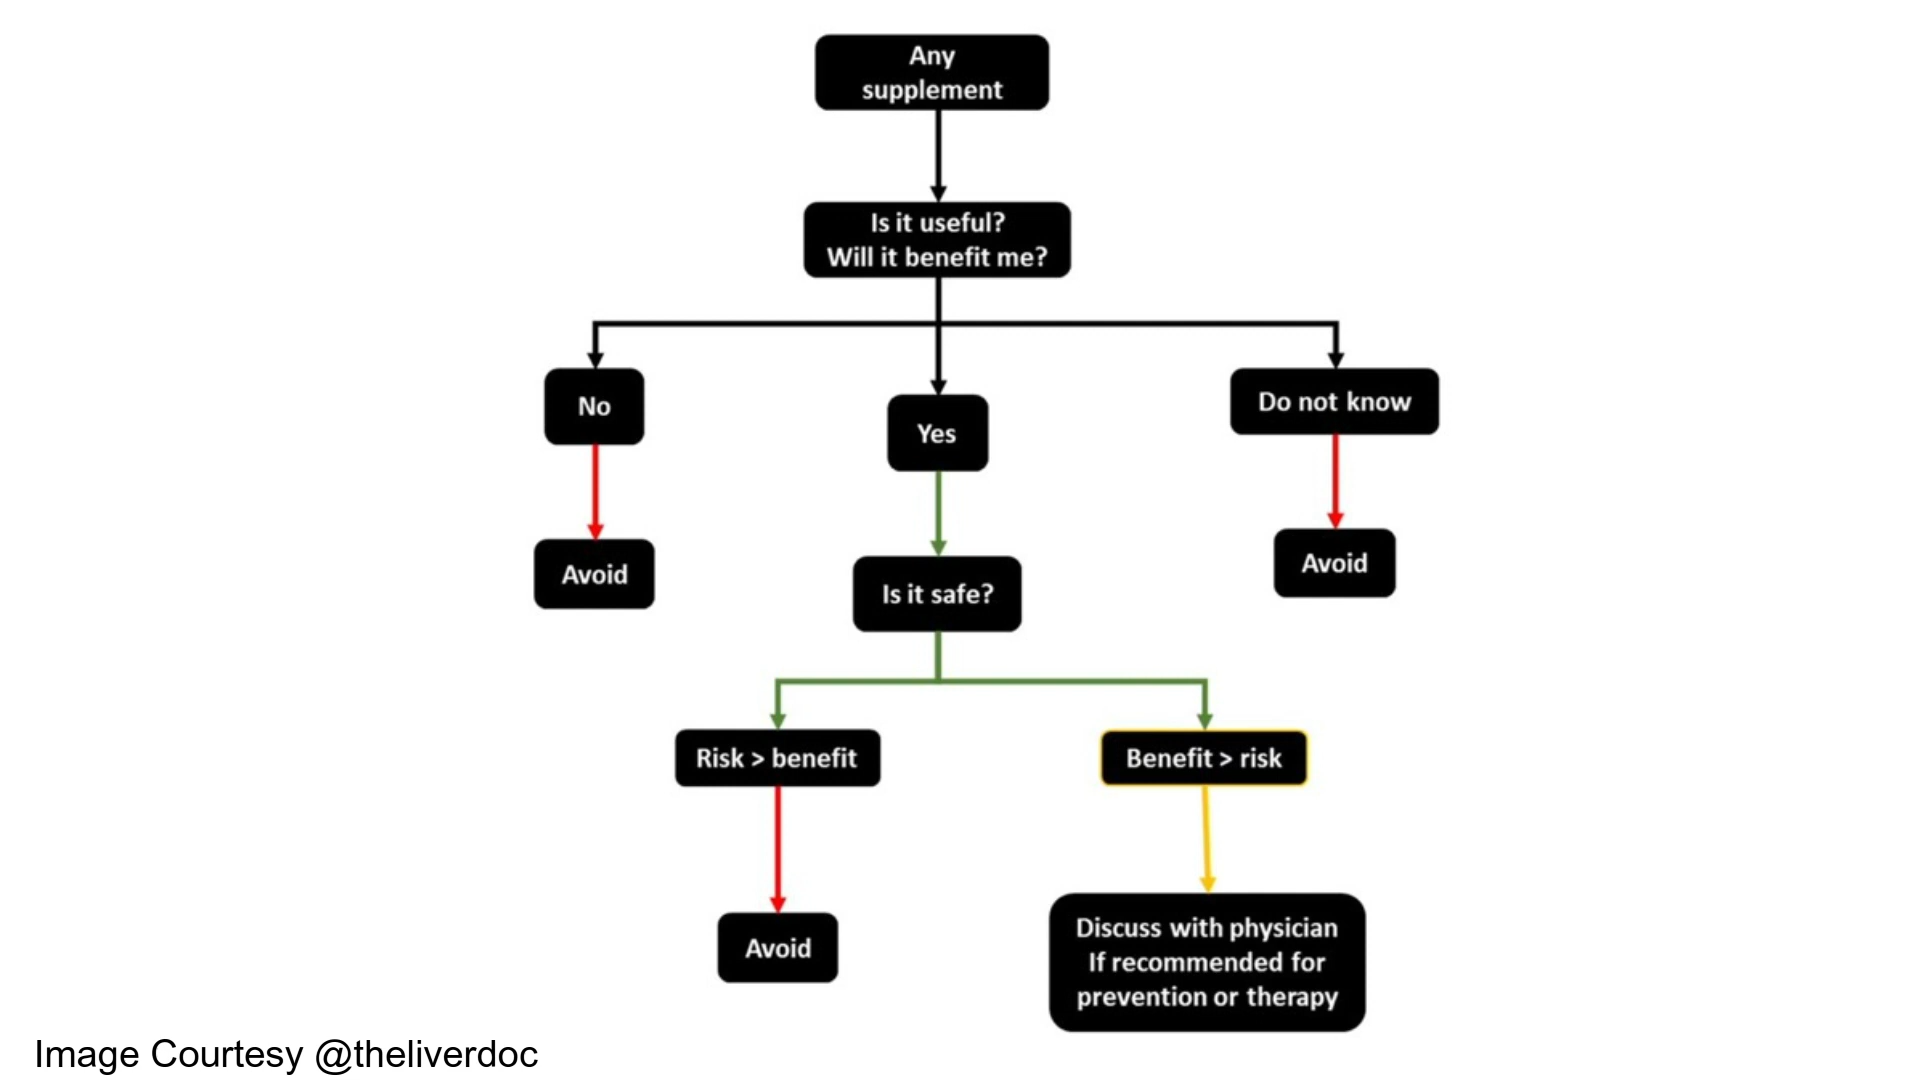 Any
supplement
Is it useful?
Will it benefit me?
No
Yes
Do not know
Avoid
Is it safe?
Avoid
Risk > benefit
Benefit > risk
Avoid
Discuss with physician
If recommended for
prevention or therapy
Image Courtesy @theliverdoc